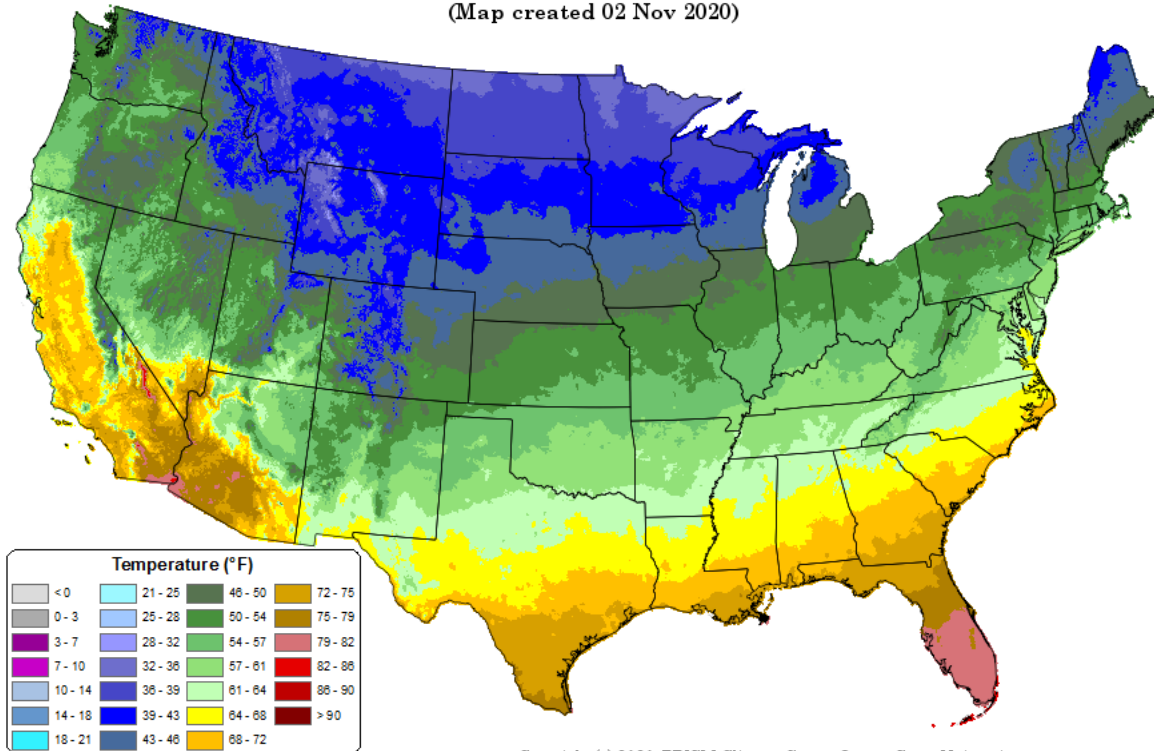 (Map created 02 Nov 2020)
Temperature (°F)
< 0
0 - 3
3 - 7
7 - 10
10 - 14
14 - 18
18 - 21
21 - 25
25 - 28
28 - 32
32 - 36
36 - 39
39 - 43
43 - 46
46 - 50
50 - 54
54 - 57
57 - 61
61 - 64
64 - 68
68 - 72
72 - 75
75 - 79
79 - 82
82 - 86
86 - 90
> 90